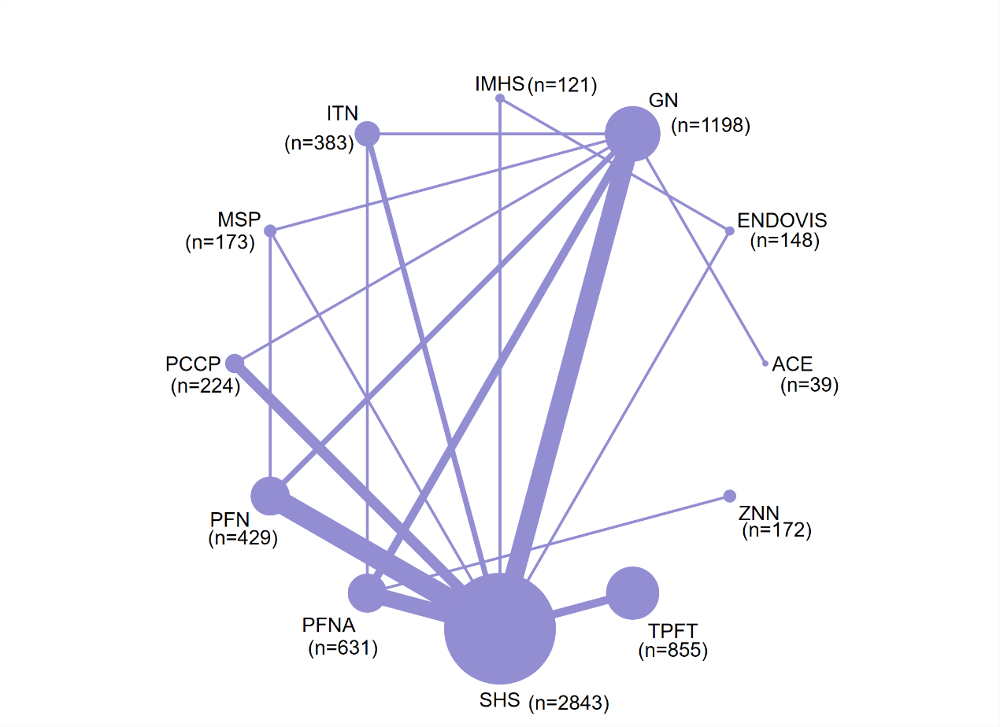 IMHS (n=121)
GN
(n=1198)
ITN
(n=383)
MSP
(n=173)
ENDOVIS
(n=148)
PCCP
(n=224)
ACE
(n=39)
PFN
(n=429)
ZNN
(n=172)
PFNA
(n=631)
TPFT
(n=855)
SHS (n=2843)